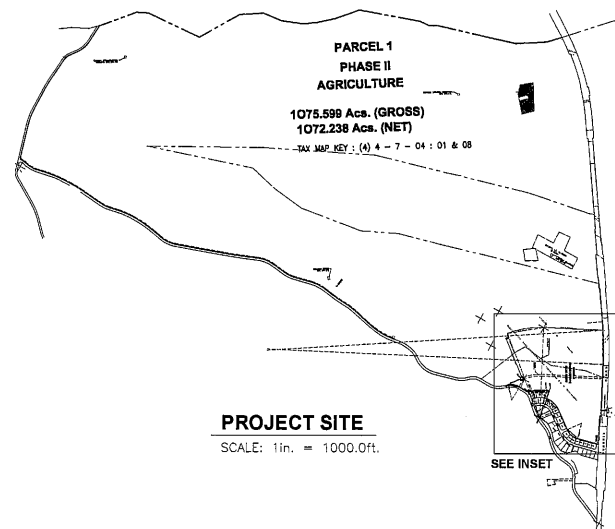 PARCEL 1
PHASE II
AGRICULTURE
1075.599 Acs. (GROSS)
1072.238 Acs. (NET)
TAX MAP KEY : (4) 4 - 7 - 04 : 01 & 08
PROJECT SITE
SCALE: 1in. = 1000.0ft.
SEE INSET